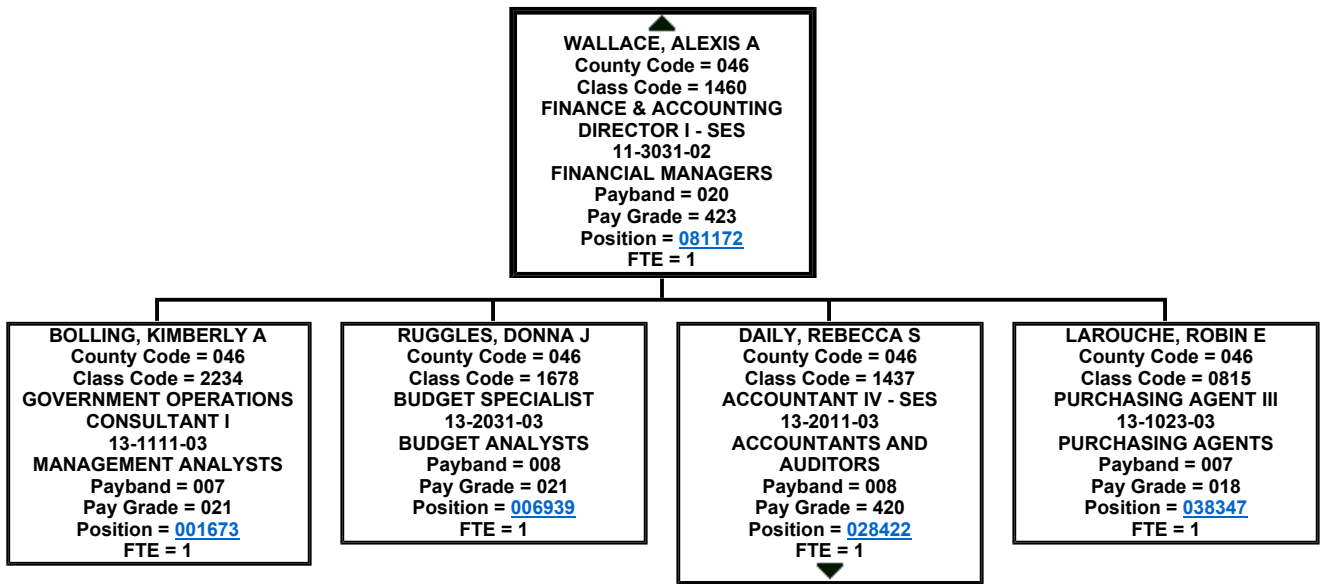 WALLACE, ALEXIS A
County Code = 046
Class Code = 1460
FINANCE & ACCOUNTING
DIRECTOR I - SES
11-3031-02
FINANCIAL MANAGERS
Payband = 020
Pay Grade = 423
Position = 081172
FTE = 1
BOLLING, KIMBERLY A
County Code = 046
Class Code = 2234
GOVERNMENT OPERATIONS
CONSULTANT I
13-1111-03
MANAGEMENT ANALYSTS
Payband = 007
Pay Grade = 021
Position = 001673
FTE = 1
RUGGLES, DONNA J
County Code = 046
Class Code = 1678
BUDGET SPECIALIST
13-2031-03
BUDGET ANALYSTS
Payband = 008
Pay Grade = 021
Position = 006939
FTE = 1
DAILY, REBECCA S
County Code = 046
Class Code = 1437
ACCOUNTANT IV - SES
13-2011-03
ACCOUNTANTS AND
AUDITORS
Payband = 008
Pay Grade = 420
Position = 028422
FTE = 1
LAROUCHE, ROBIN E
County Code = 046
Class Code = 0815
PURCHASING AGENT III
13-1023-03
PURCHASING AGENTS
Payband = 007
Pay Grade = 018
Position = 038347
FTE = 1